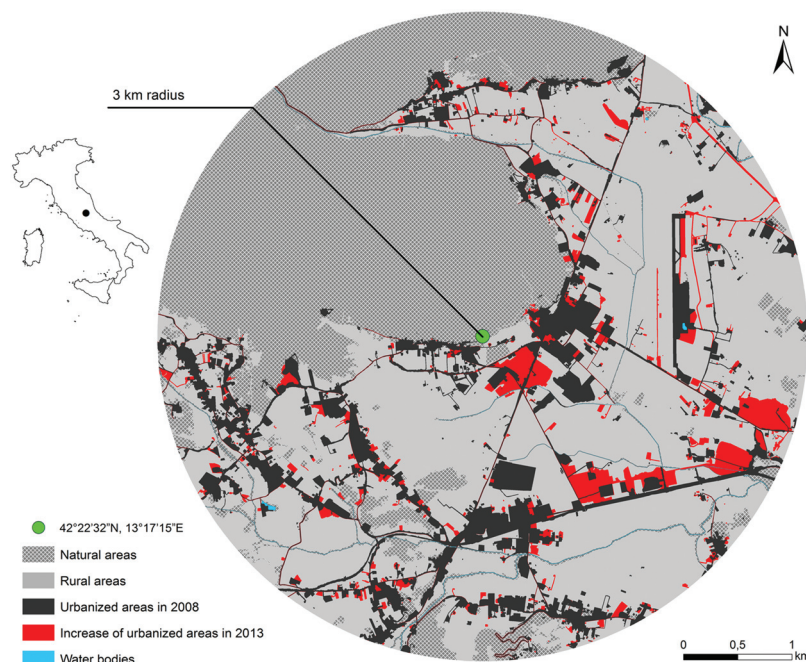 N
3 km radius
42°22'32"N, 13°17'15"E
Natural areas
Rural areas
Urbanized areas in 2008
Increase of urbanized areas in 2013
Water bodies
0 0,5 1
km